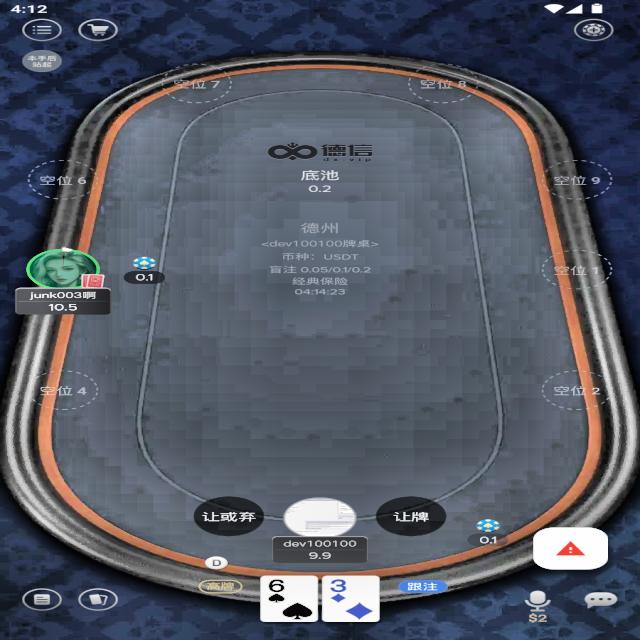 4:12
本手后
站起
空位 7
空位 8
德信
dx.vip
底池
0.2
空位 6
空位 9
德州
<dev100100牌桌>
币种： USDT
盲注 0.05/0.1/0.2
经典保险
04:14:23
空位 1
0.1
junk003啊
10.5
空位 4
空位 2
让或弃
让牌
dev100100
9.9
0.1
D
高牌
跟注
6
3
$2